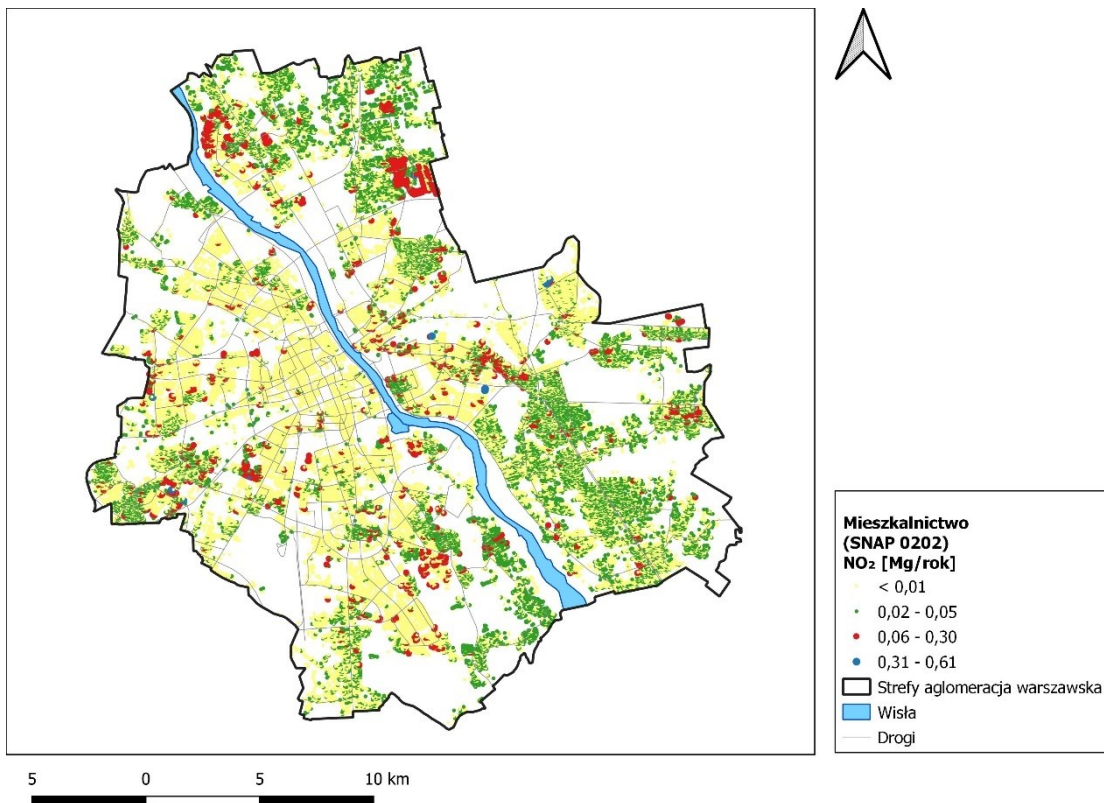 Mieszkalnictwo
(SNAP 0202)
NO₂ [Mg/rok]
< 0,01
0,02 - 0,05
0,06 - 0,30
0,31 - 0,61
Strefy aglomeracja warszawska
Wisła
Drogi
5 0 5 10 km